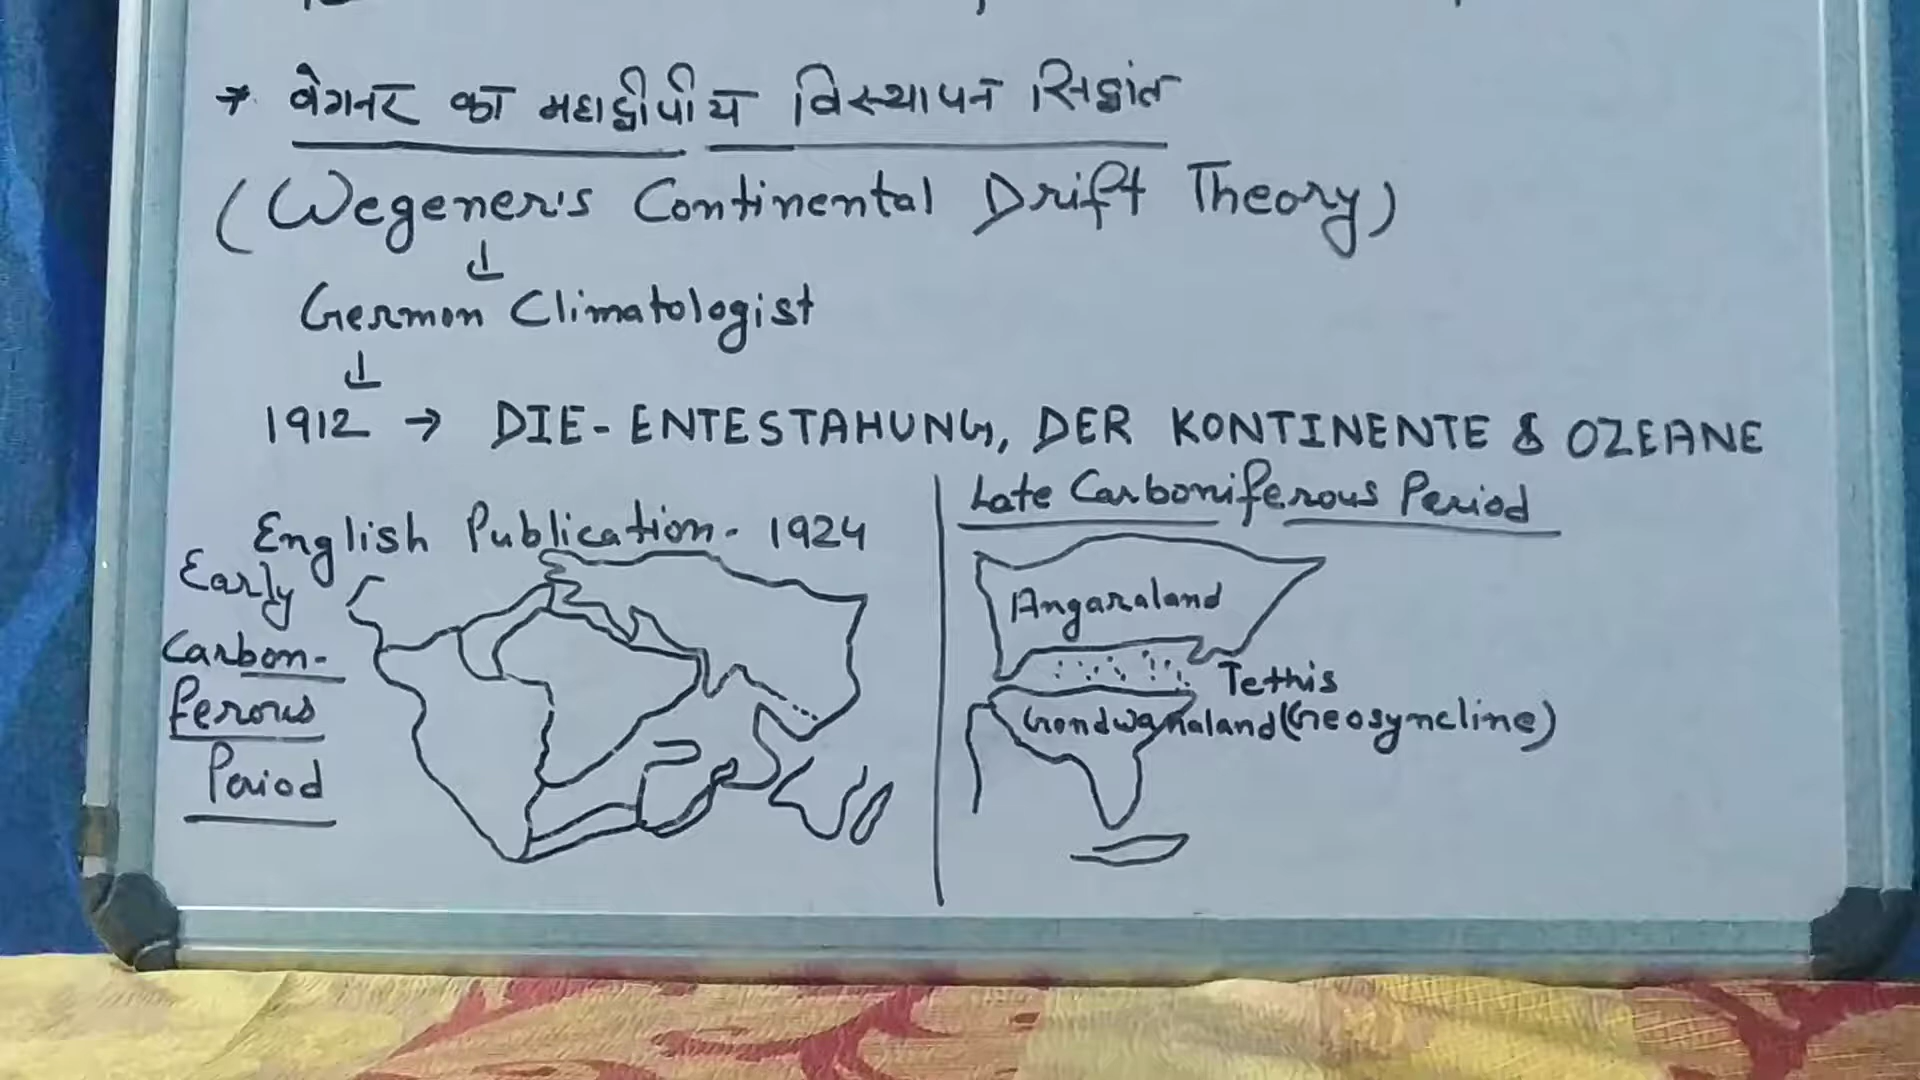 → वेगनर का महाद्वीपीय विस्थापन सिद्धांत
(Wegener's Continental Drift Theory)
↓
German Climatologist
↓
1912 → DIE-ENTESTAHUNG, DER KONTINENTE & OZEANE
English Publication. 1924
Early
Carbon-
ferous
Period
Late Carboniferous Period
Angaraland
Tethis
Gondwanaland (Geosyncline)